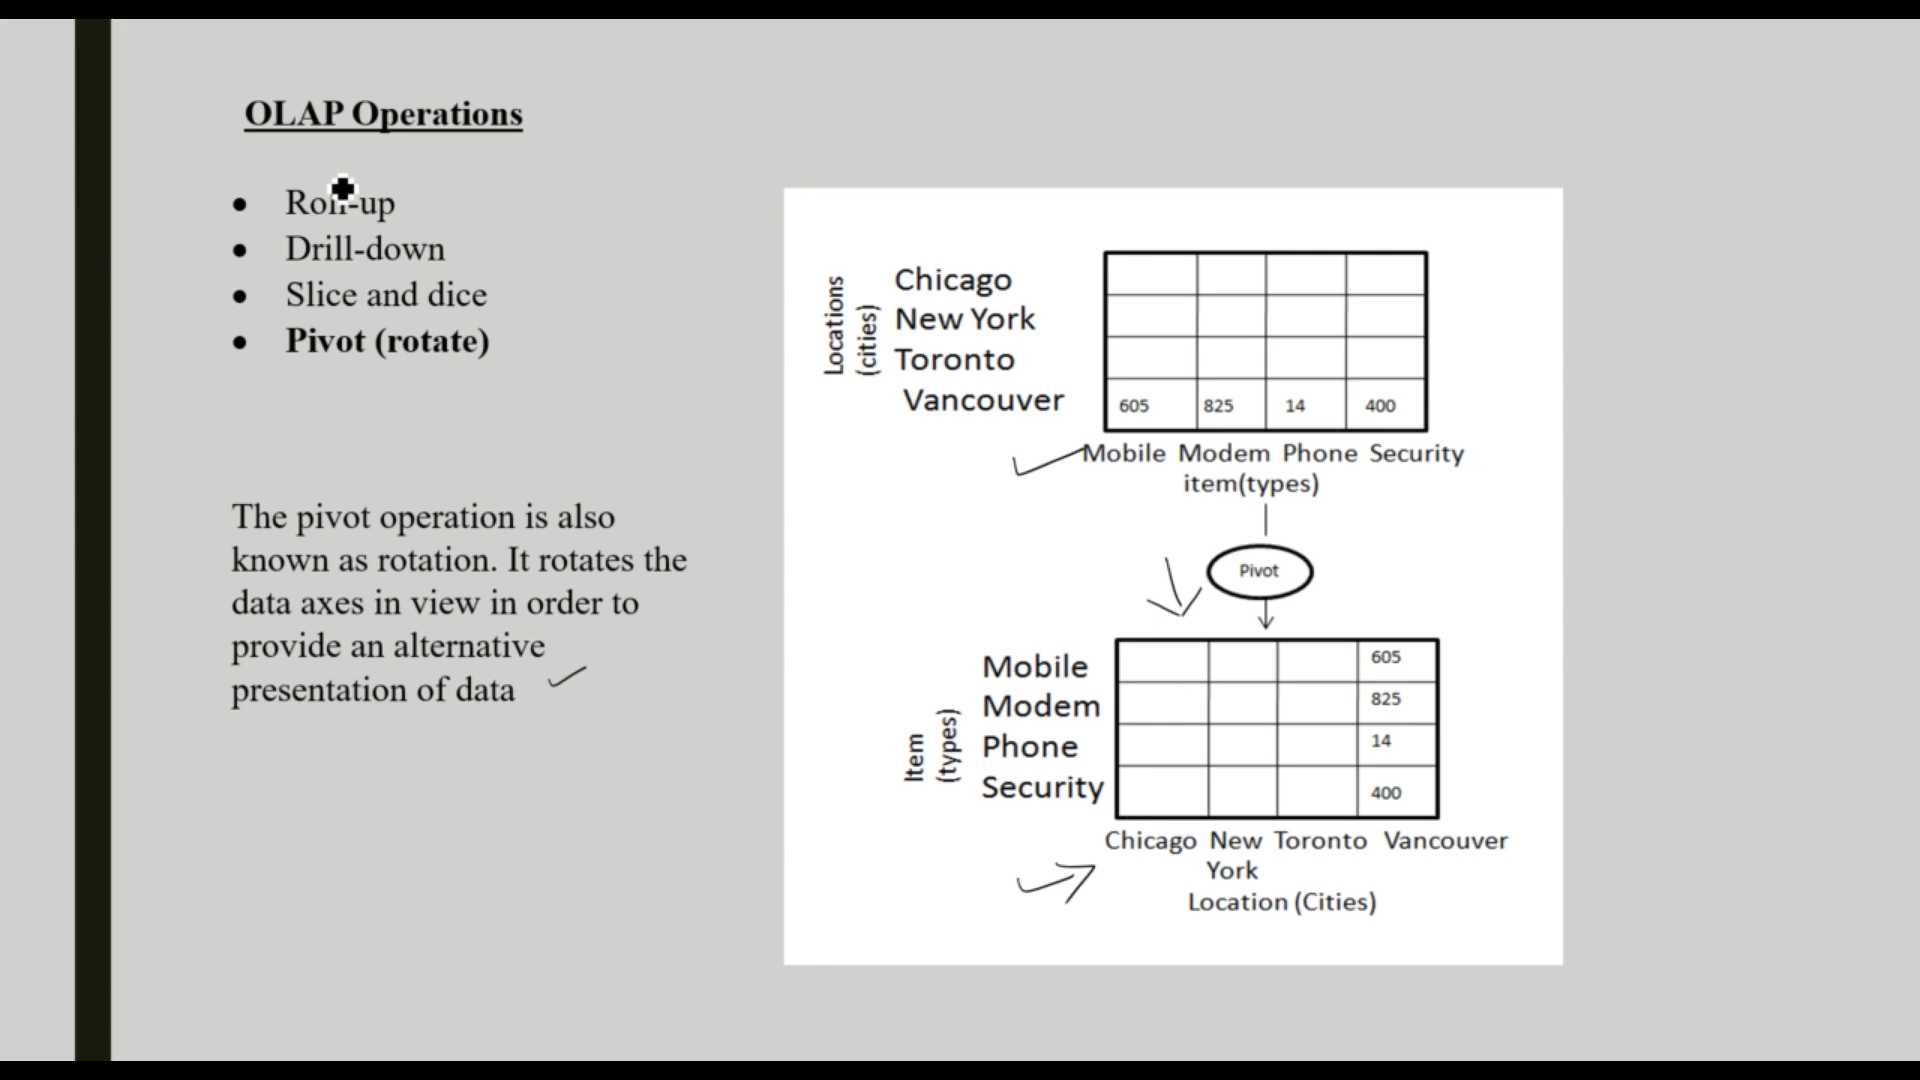 OLAP Operations
Roll-up
Drill-down
Slice and dice
Pivot (rotate)
The pivot operation is also
known as rotation. It rotates the
data axes in view in order to
provide an alternative
presentation of data
Locations
(cities)
Chicago
New York
Toronto
Vancouver
605 825 14 400
Mobile Modem Phone Security
item(types)
Pivot
Item
(types)
Mobile 605
Modem 825
Phone 14
Security 400
Chicago New Toronto Vancouver
York
Location (Cities)